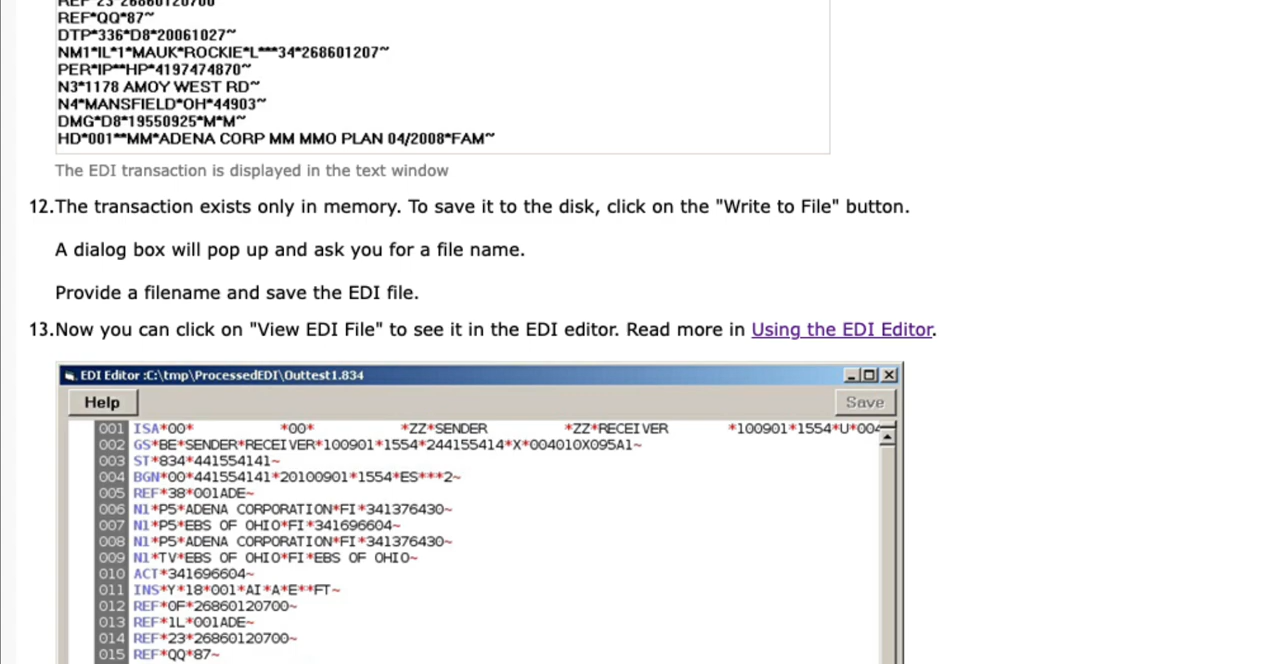 REF*23*26860120700
REF*QQ*87~
DTP*336*D8*20061027~
NM1*IL*1*MAUK*ROCKIE*L***34*268601207~
PER*IP**HP*4197474870~
N3*1178 AMOY WEST RD~
N4*MANSFIELD*OH*44903~
DMG*D8*19550925*M*M~
HD*001**MM*ADENA CORP MM MMO PLAN 04/2008*FAM~
The EDI transaction is displayed in the text window
12.The transaction exists only in memory. To save it to the disk, click on the "Write to File" button.
A dialog box will pop up and ask you for a file name.
Provide a filename and save the EDI file.
13.Now you can click on "View EDI File" to see it in the EDI editor. Read more in Using the EDI Editor.
EDI Editor :C:\tmp\ProcessedEDI\Outtest1.834
Help Save
001 ISA*00* *00* *ZZ*SENDER *ZZ*RECEIVER *100901*1554*U*004
002 GS*BE*SENDER*RECEIVER*100901*1554*244155414*X*004010X095A1~
003 ST*834*441554141~
004 BGN*00*441554141*20100901*1554*ES***2~
005 REF*38*001ADE~
006 N1*P5*ADENA CORPORATION*FI*341376430~
007 N1*P5*EBS OF OHIO*FI*341696604~
008 N1*P5*ADENA CORPORATION*FI*341376430~
009 N1*TV*EBS OF OHIO*FI*EBS OF OHIO~
010 ACT*341696604~
011 INS*Y*18*001*AI*A*E**FT~
012 REF*0F*26860120700~
013 REF*1L*001ADE~
014 REF*23*26860120700~
015 REF*QQ*87~